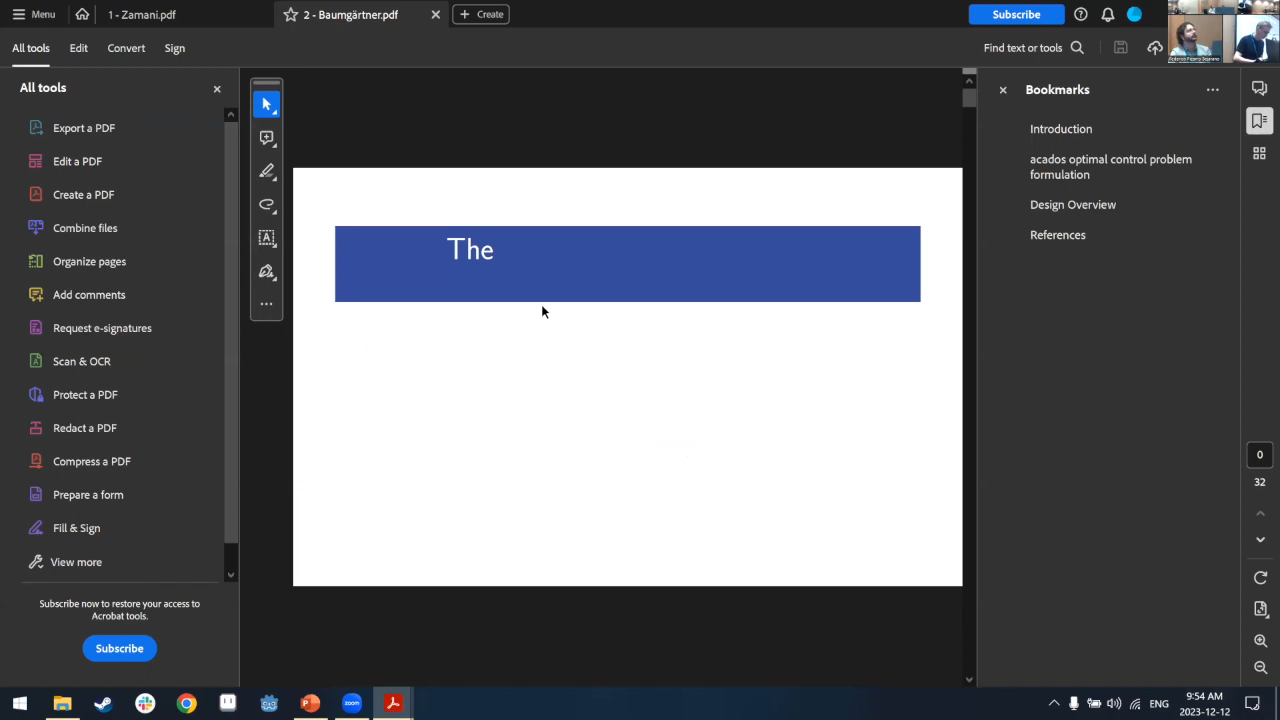 Menu
1 - Zamani.pdf
2 - Baumgärtner.pdf
Create
Subscribe
All tools
Edit
Convert
Sign
Find text or tools
All tools
Export a PDF
Edit a PDF
Create a PDF
Combine files
Organize pages
Add comments
Request e-signatures
Scan & OCR
Protect a PDF
Redact a PDF
Compress a PDF
Prepare a form
Fill & Sign
View more
Subscribe now to restore your access to
Acrobat tools.
Subscribe
The
Bookmarks
Introduction
acados optimal control problem
formulation
Design Overview
References
0
32
zoom
ENG
9:54 AM
2023-12-12